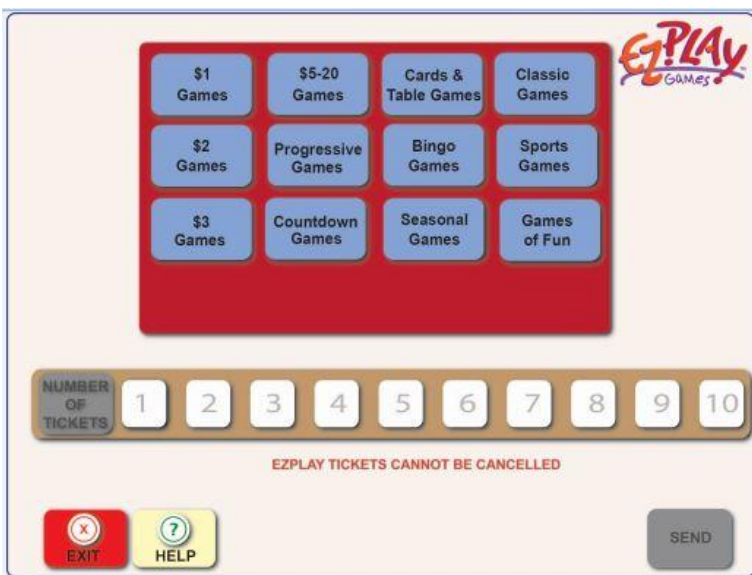 EZPLAY
Games
$1
Games
$5-20
Games
Cards &
Table Games
Classic
Games
$2
Games
Progressive
Games
Bingo
Games
Sports
Games
$3
Games
Countdown
Games
Seasonal
Games
Games
of Fun
NUMBER
OF
TICKETS
1 2 3 4 5 6 7 8 9 10
EZPLAY TICKETS CANNOT BE CANCELLED
X
EXIT
?
HELP
SEND